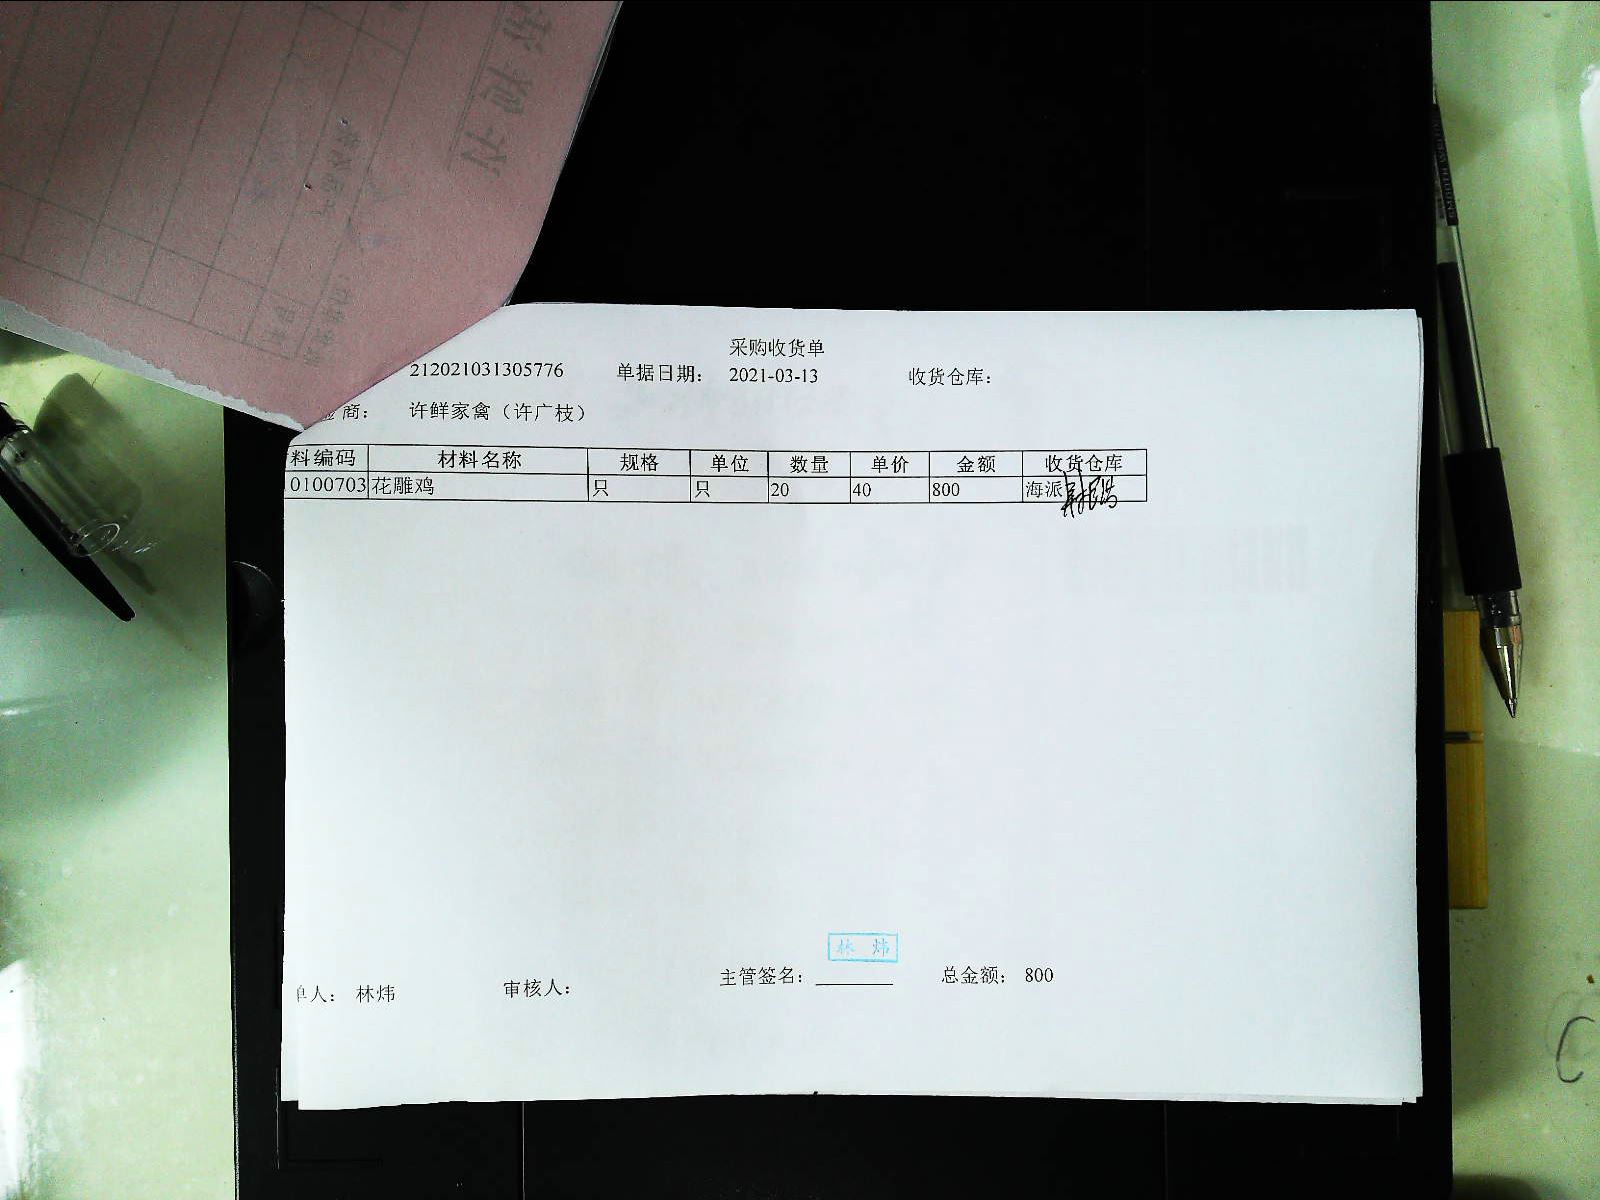 采购收货单
212021031305776 单据日期： 2021-03-13 收货仓库：
商： 许鲜家禽（许广枝）
料编码 材料名称 规格 单位 数量 单价 金额 收货仓库
0100703 花雕鸡 只 只 20 40 800 海派
林 炜
主管签名： 总金额： 800
单人： 林炜 审核人：